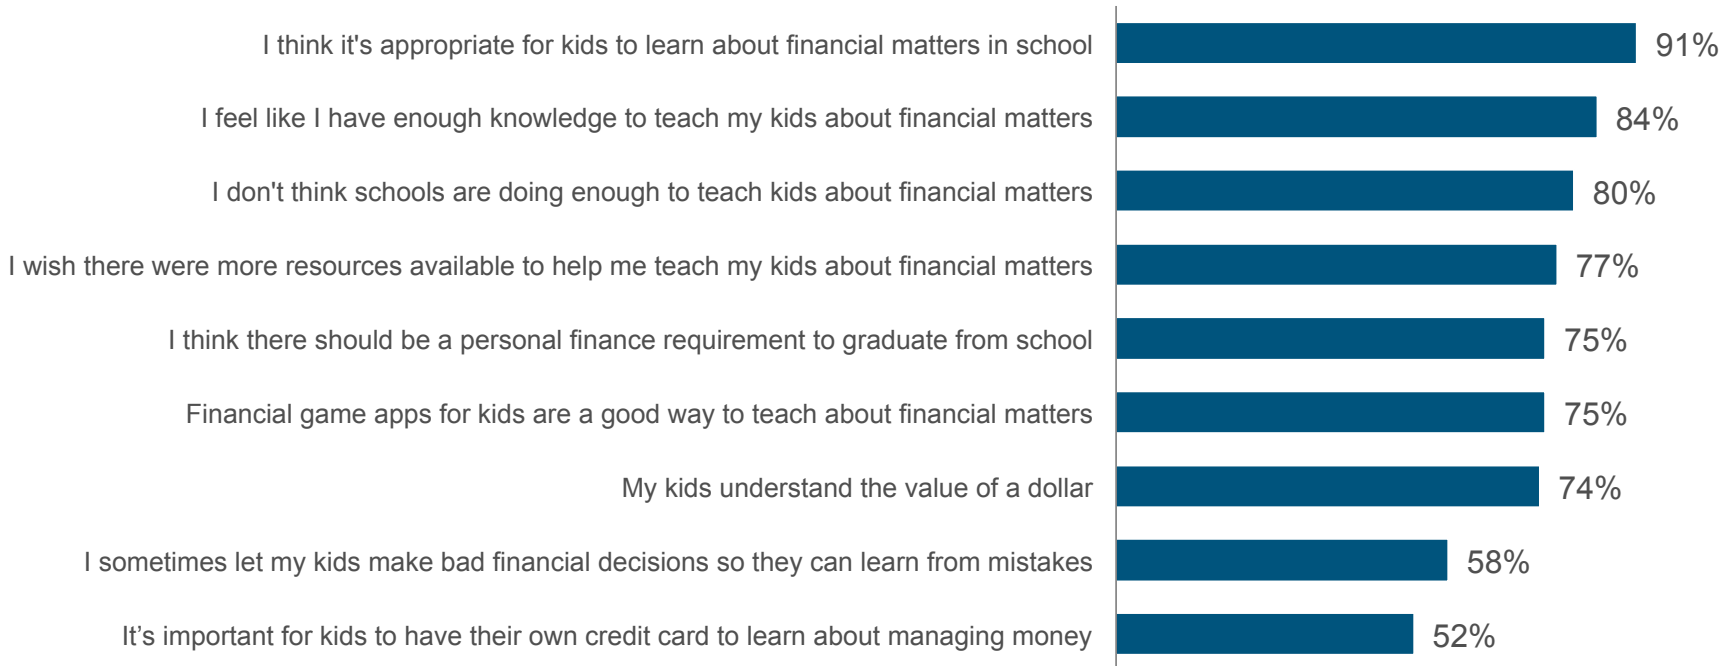 I think it's appropriate for kids to learn about financial matters in school 91%
I feel like I have enough knowledge to teach my kids about financial matters 84%
I don't think schools are doing enough to teach kids about financial matters 80%
I wish there were more resources available to help me teach my kids about financial matters 77%
I think there should be a personal finance requirement to graduate from school 75%
Financial game apps for kids are a good way to teach about financial matters 75%
My kids understand the value of a dollar 74%
I sometimes let my kids make bad financial decisions so they can learn from mistakes 58%
It’s important for kids to have their own credit card to learn about managing money 52%